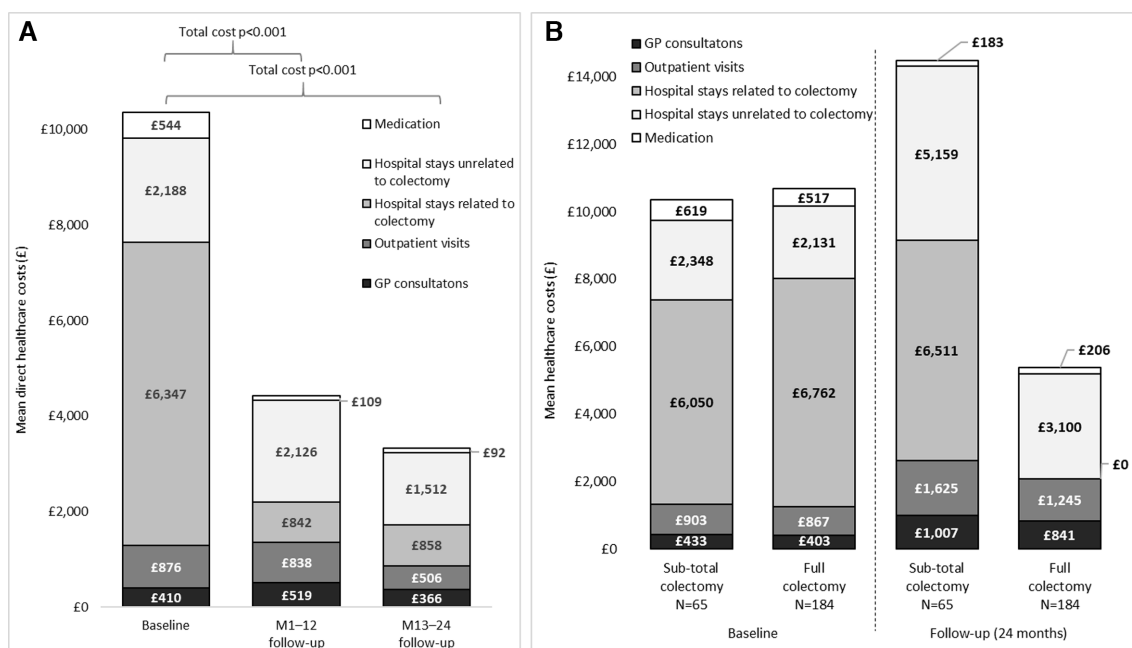 A
Total cost p<0.001
Total cost p<0.001
Mean direct healthcare costs (£)
£10,000
£8,000
£6,000
£4,000
£2,000
£0
Medication
Hospital stays unrelated
to colectomy
Hospital stays related to
colectomy
Outpatient visits
GP consultatons
£544
£2,188
£6,347
£876
£410
£109
£2,126
£842
£838
£519
£92
£1,512
£858
£506
£366
Baseline
M1–12
follow-up
M13–24
follow-up
B
GP consultatons
Outpatient visits
Hospital stays related to colectomy
Hospital stays unrelated to colectomy
Medication
Mean healthcare costs (£)
£14,000
£12,000
£10,000
£8,000
£6,000
£4,000
£2,000
£0
£619
£2,348
£6,050
£903
£433
£517
£2,131
£6,762
£867
£403
£183
£5,159
£6,511
£1,625
£1,007
£206
£3,100
£0
£1,245
£841
Sub-total
colectomy
N=65
Full
colectomy
N=184
Sub-total
colectomy
N=65
Full
colectomy
N=184
Baseline
Follow-up (24 months)